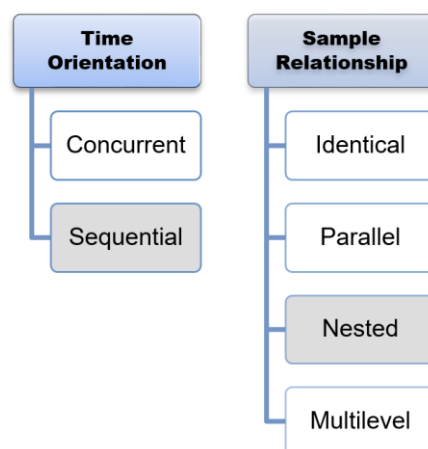 Time
Orientation
Concurrent
Sequential
Sample
Relationship
Identical
Parallel
Nested
Multilevel